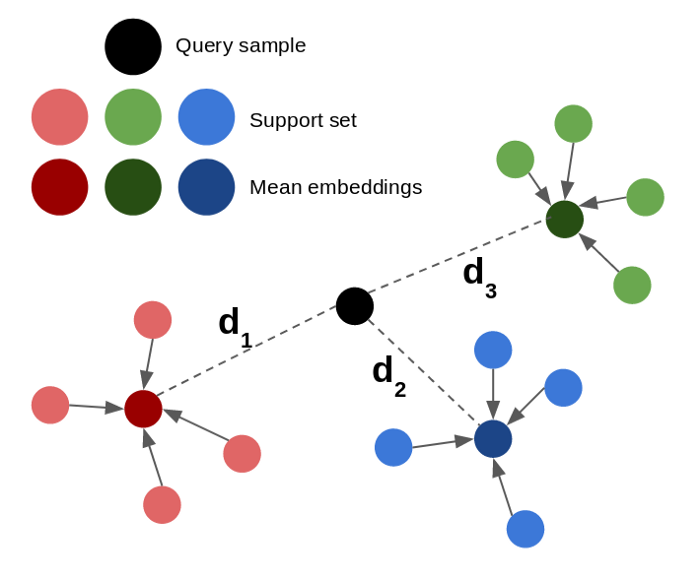 Query sample
Support set
Mean embeddings
d3
d1
d2